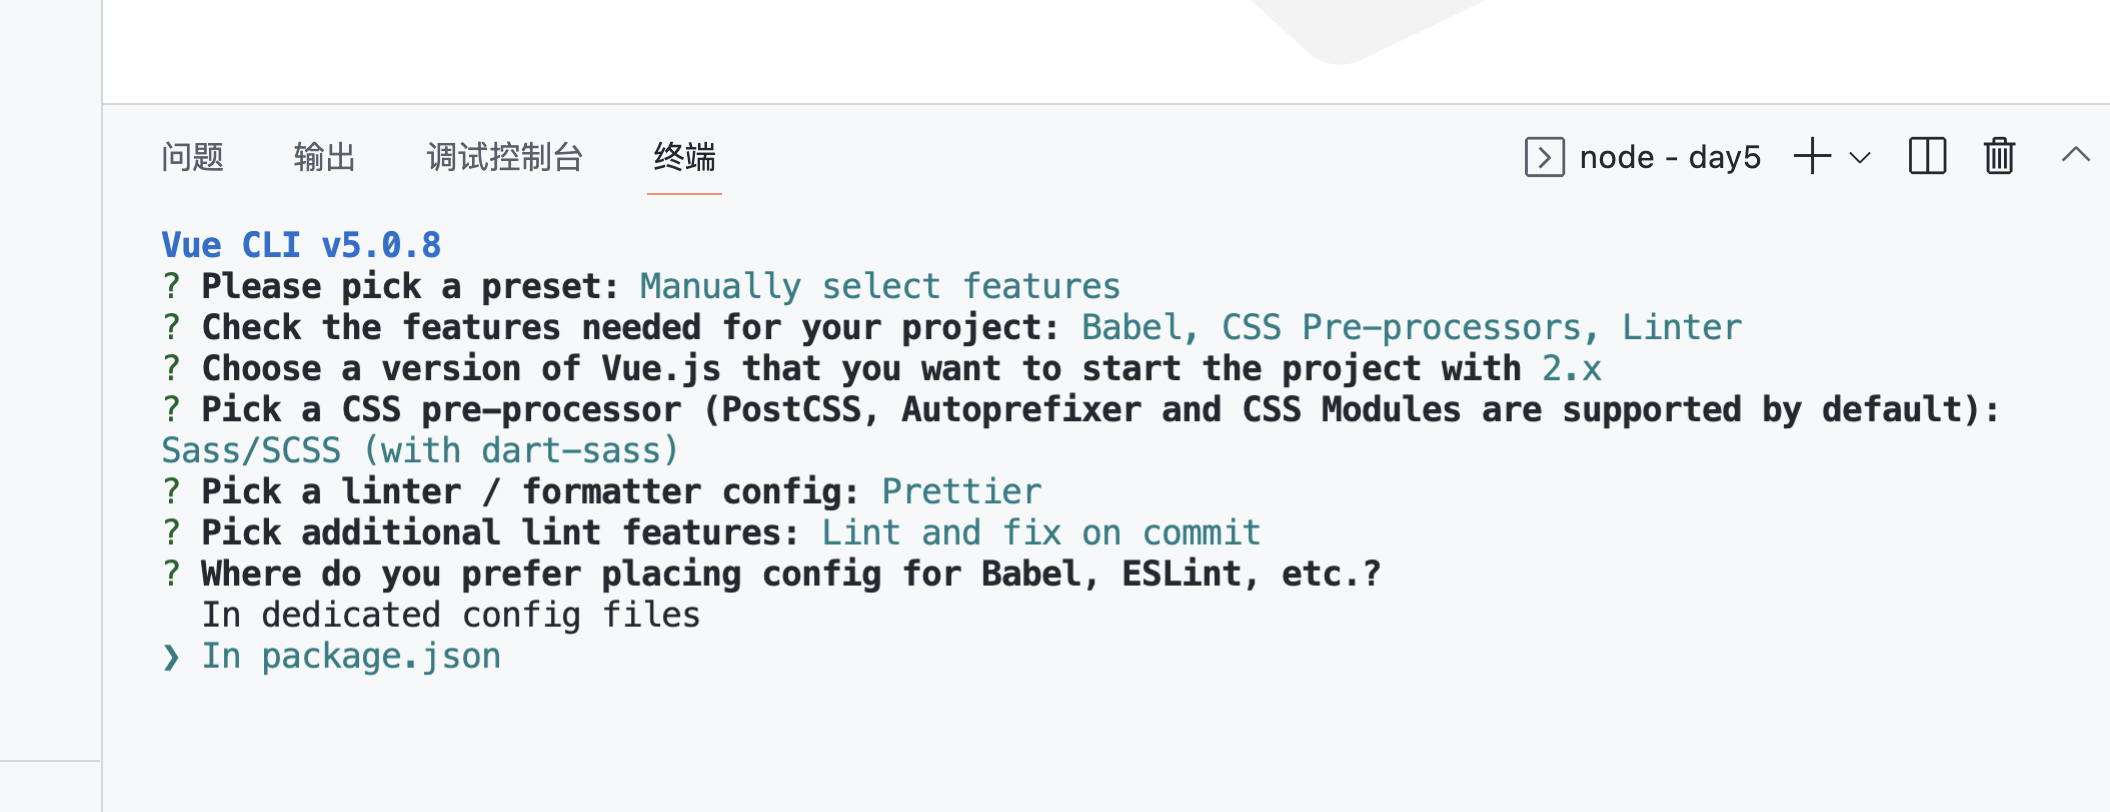 问题 输出 调试控制台 终端 node - day5
Vue CLI v5.0.8
? Please pick a preset: Manually select features
? Check the features needed for your project: Babel, CSS Pre-processors, Linter
? Choose a version of Vue.js that you want to start the project with 2.x
? Pick a CSS pre-processor (PostCSS, Autoprefixer and CSS Modules are supported by default):
Sass/SCSS (with dart-sass)
? Pick a linter / formatter config: Prettier
? Pick additional lint features: Lint and fix on commit
? Where do you prefer placing config for Babel, ESLint, etc.?
In dedicated config files
❯ In package.json